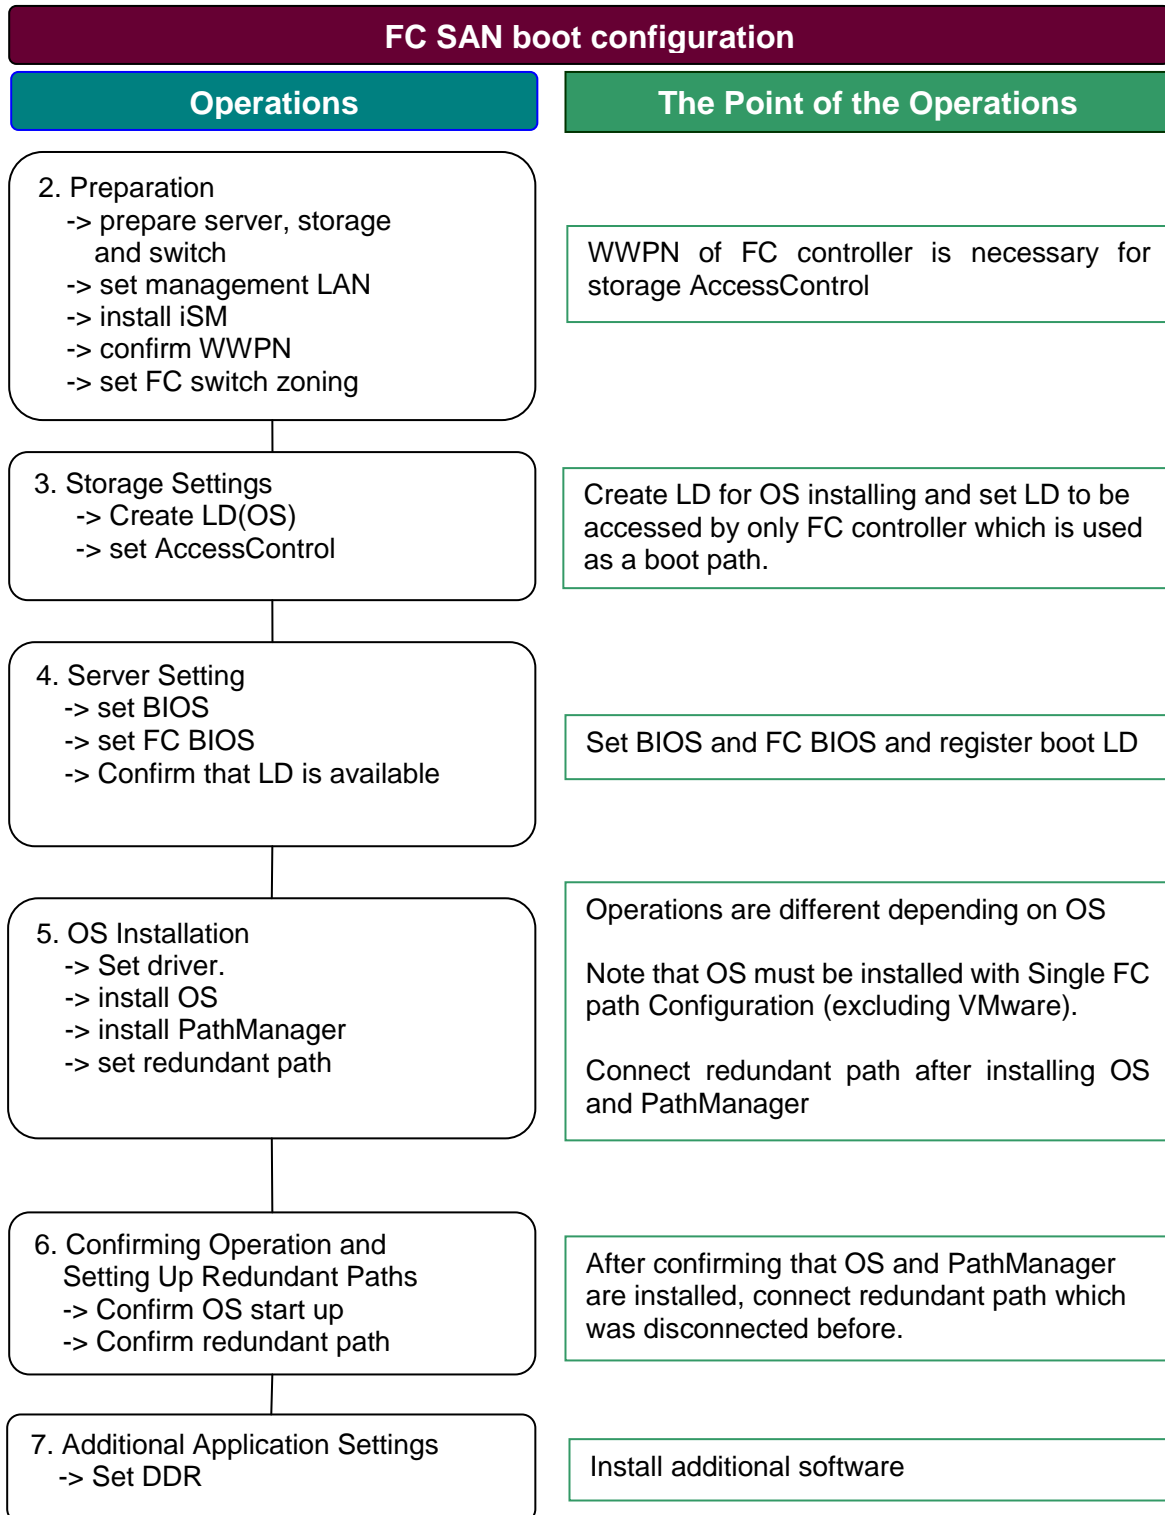 FC SAN boot configuration
Operations
The Point of the Operations
2. Preparation
-> prepare server, storage
and switch
-> set management LAN
-> install iSM
-> confirm WWPN
-> set FC switch zoning
WWPN of FC controller is necessary for
storage AccessControl
3. Storage Settings
-> Create LD(OS)
-> set AccessControl
Create LD for OS installing and set LD to be
accessed by only FC controller which is used
as a boot path.
4. Server Setting
-> set BIOS
-> set FC BIOS
-> Confirm that LD is available
Set BIOS and FC BIOS and register boot LD
5. OS Installation
-> Set driver.
-> install OS
-> install PathManager
-> set redundant path
Operations are different depending on OS
Note that OS must be installed with Single FC
path Configuration (excluding VMware).
Connect redundant path after installing OS
and PathManager
6. Confirming Operation and
Setting Up Redundant Paths
-> Confirm OS start up
-> Confirm redundant path
After confirming that OS and PathManager
are installed, connect redundant path which
was disconnected before.
7. Additional Application Settings
-> Set DDR
Install additional software